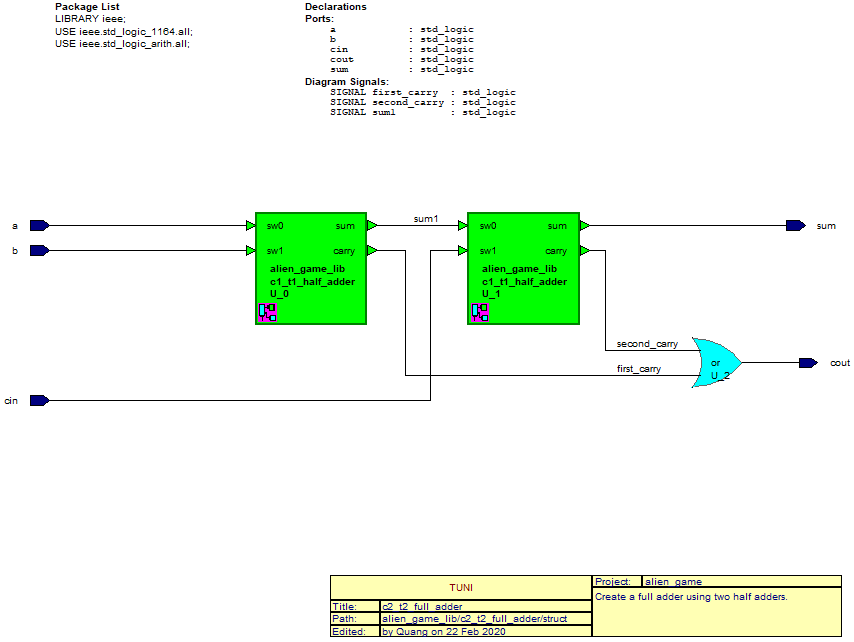 Package List
LIBRARY ieee;
USE ieee.std_logic_1164.all;
USE ieee.std_logic_arith.all;
Declarations
Ports:
a : std_logic
b : std_logic
cin : std_logic
cout : std_logic
sum : std_logic
Diagram Signals:
SIGNAL first_carry : std_logic
SIGNAL second_carry : std_logic
SIGNAL sum1 : std_logic
a
b
cin
sw0 sum
sw1 carry
alien_game_lib
c1_t1_half_adder
U_0
sum1
sw0 sum
sw1 carry
alien_game_lib
c1_t1_half_adder
U_1
sum
second_carry
first_carry
or
U_2
cout
TUNI
Title: c2_t2_full_adder
Path: alien_game_lib/c2_t2_full_adder/struct
Edited: by Quang on 22 Feb 2020
Project: alien_game
Create a full adder using two half adders.